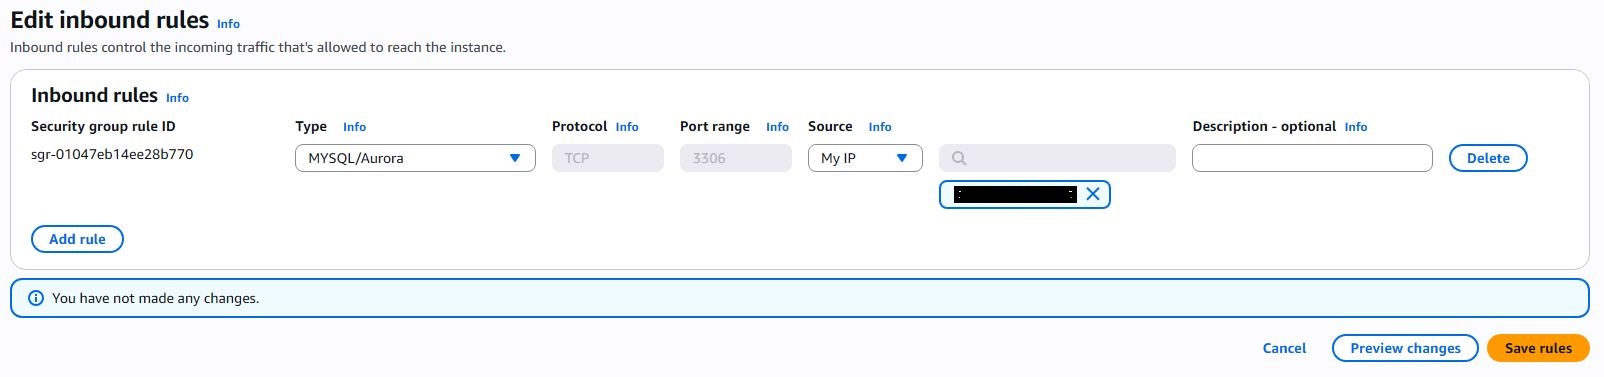 Edit inbound rules Info
Inbound rules control the incoming traffic that's allowed to reach the instance.
Inbound rules Info
Security group rule ID Type Info Protocol Info Port range Info Source Info Description - optional Info
sgr-01047eb14ee28b770 MYSQL/Aurora TCP 3306 My IP Delete
Add rule
You have not made any changes.
Cancel Preview changes Save rules